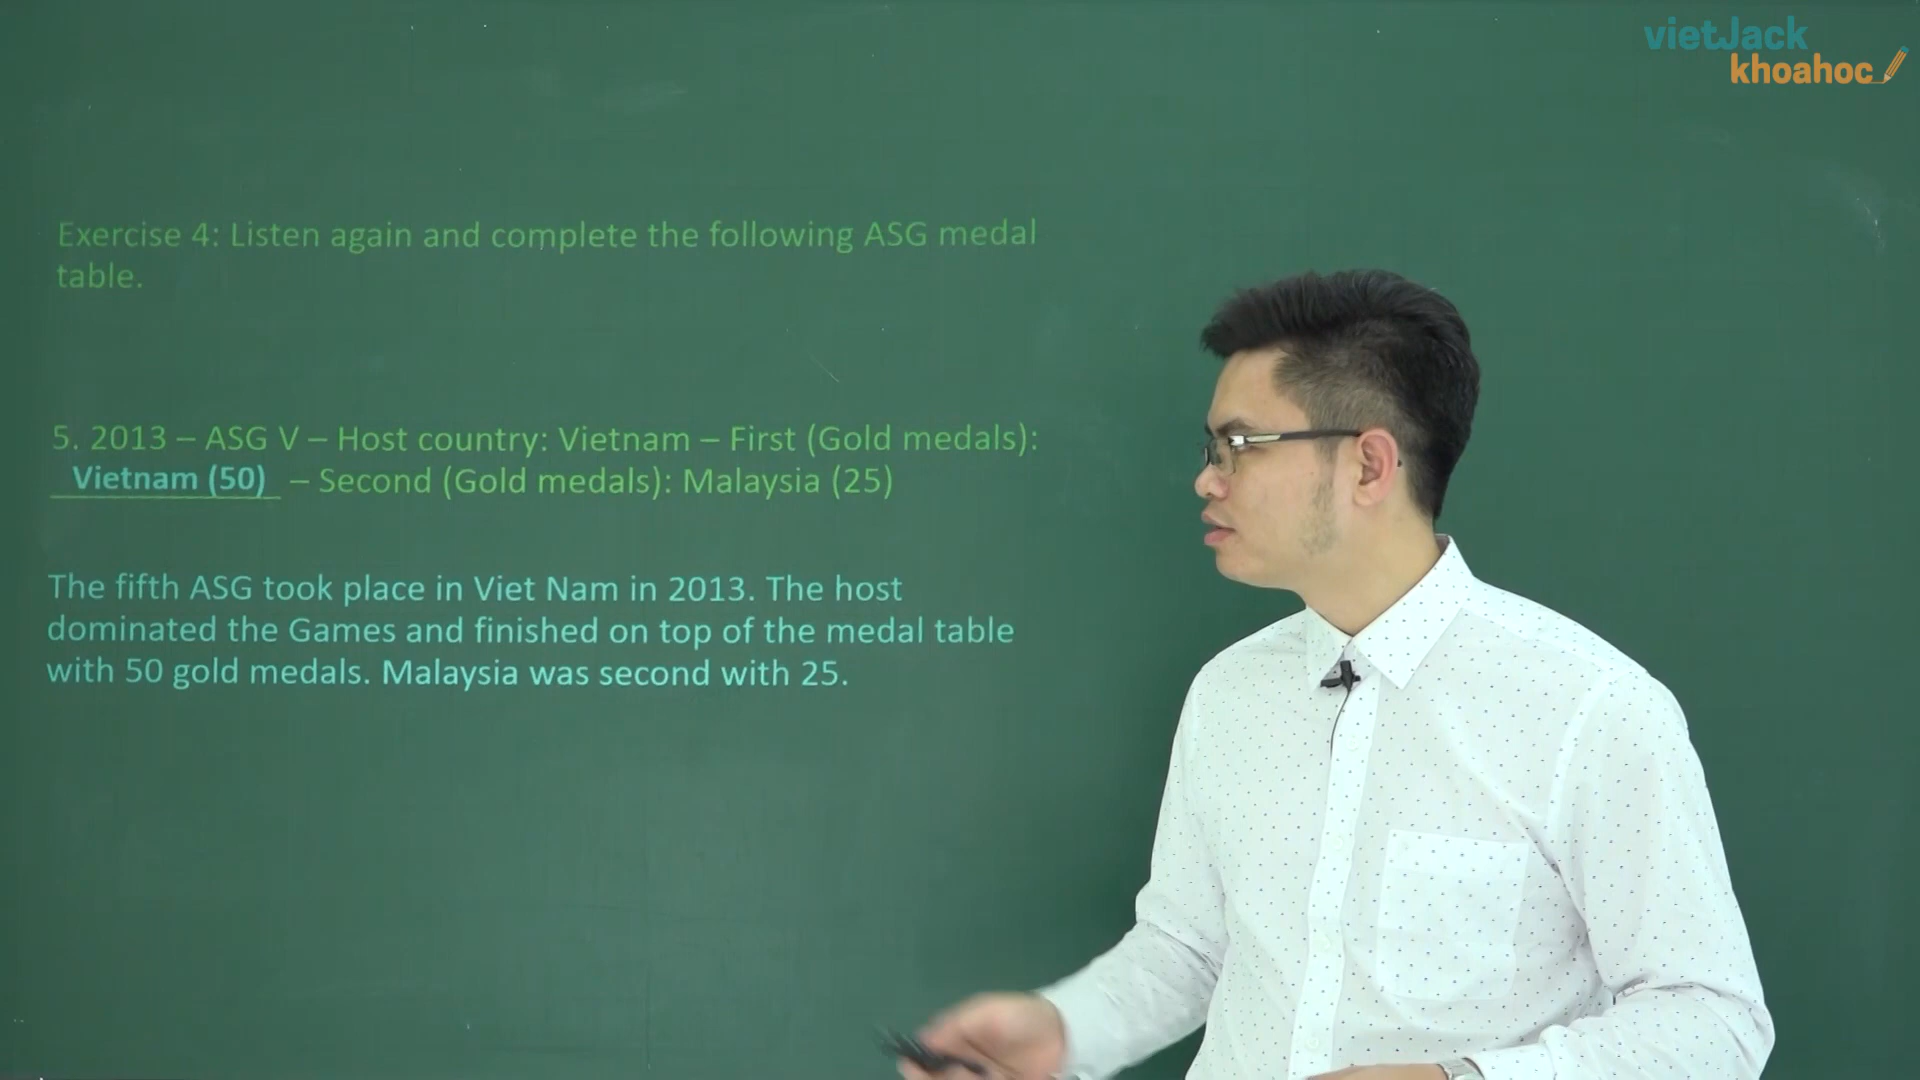 vietJack
khoahoc
Exercise 4: Listen again and complete the following ASG medal
table.
5. 2013 – ASG V – Host country: Vietnam – First (Gold medals):
Vietnam (50) – Second (Gold medals): Malaysia (25)
The fifth ASG took place in Viet Nam in 2013. The host
dominated the Games and finished on top of the medal table
with 50 gold medals. Malaysia was second with 25.